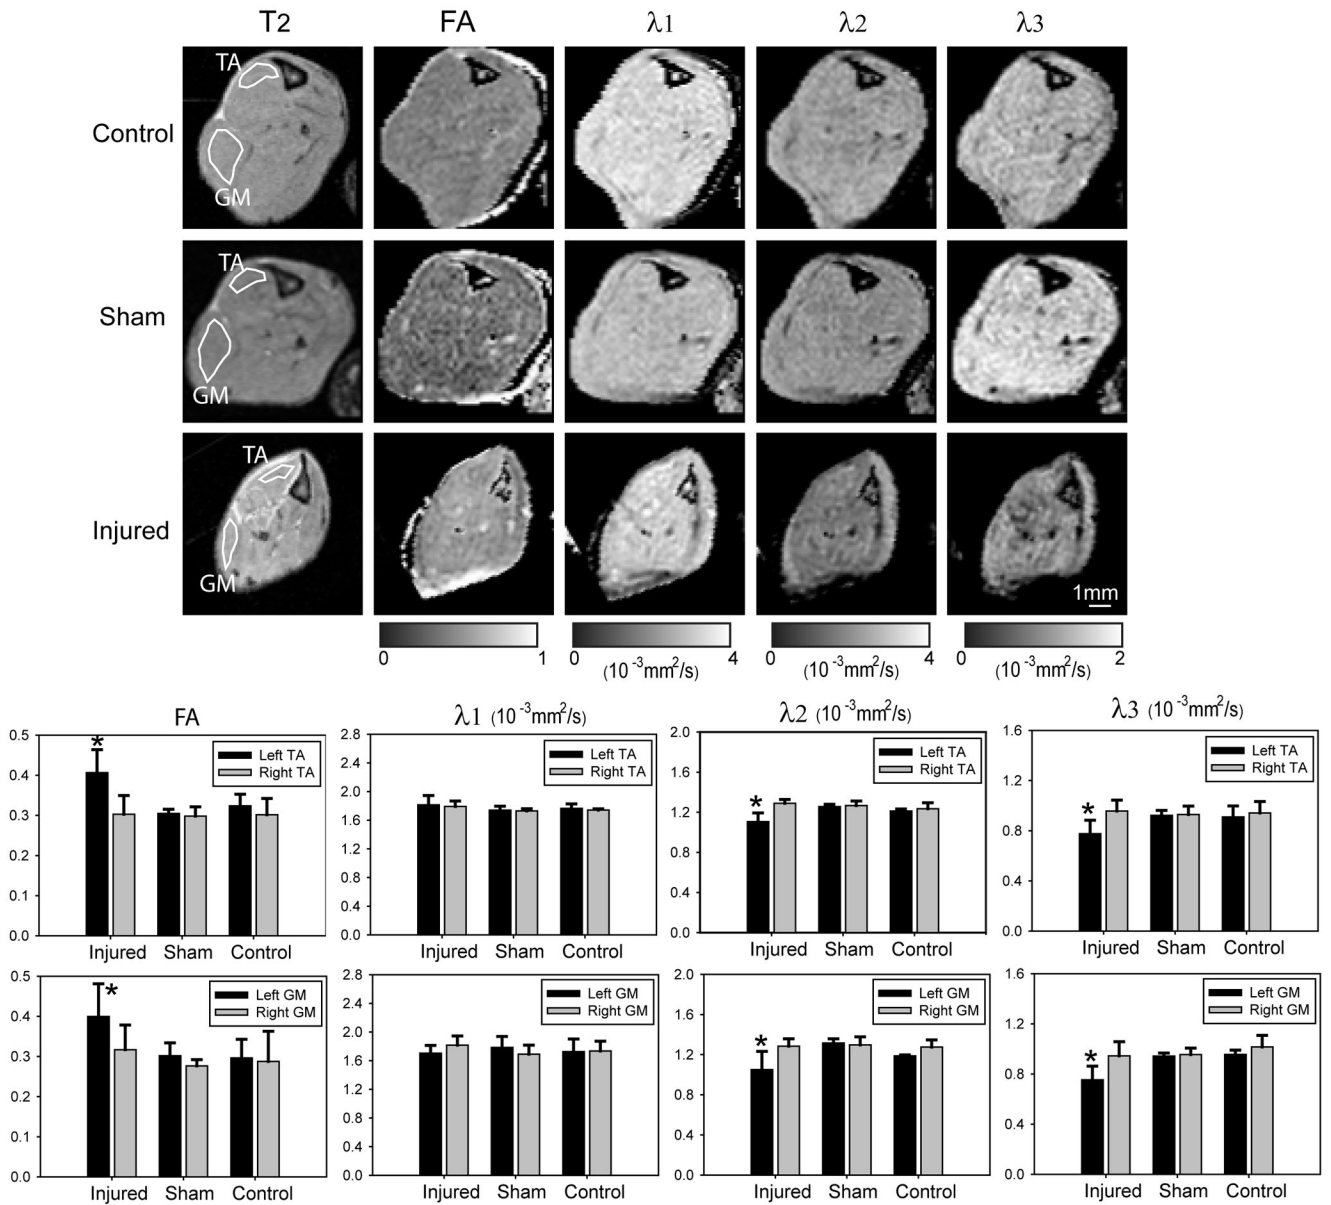 T2 FA λ1 λ2 λ3
TA
Control
GM
TA
Sham
GM
TA
Injured
GM
1mm
0 1 0 (10⁻³mm²/s) 4 0 (10⁻³mm²/s) 4 0 (10⁻³mm²/s) 2
FA λ1 (10⁻³mm²/s) λ2 (10⁻³mm²/s) λ3 (10⁻³mm²/s)
0.5
0.4
0.3
0.2
0.1
0.0
*
Left TA
Right TA
Injured Sham Control
2.8
2.4
2.0
1.6
1.2
0.8
0.4
0.0
Left TA
Right TA
Injured Sham Control
2.0
1.6
1.2
0.8
0.4
0.0
*
Left TA
Right TA
Injured Sham Control
1.6
1.2
0.8
0.4
0.0
*
Left TA
Right TA
Injured Sham Control
0.5
0.4
0.3
0.2
0.1
0.0
*
Left GM
Right GM
Injured Sham Control
2.8
2.4
2.0
1.6
1.2
0.8
0.4
0.0
Left GM
Right GM
Injured Sham Control
2.0
1.6
1.2
0.8
0.4
0.0
*
Left GM
Right GM
Injured Sham Control
1.6
1.2
0.8
0.4
0.0
*
Left GM
Right GM
Injured Sham Control